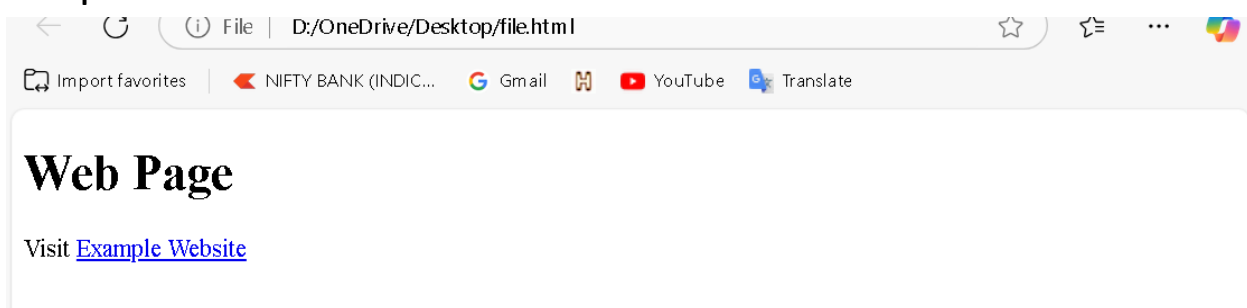 File | D:/OneDrive/Desktop/file.html
Import favorites NIFTY BANK (INDIC... Gmail YouTube Translate
Web Page
Visit Example Website